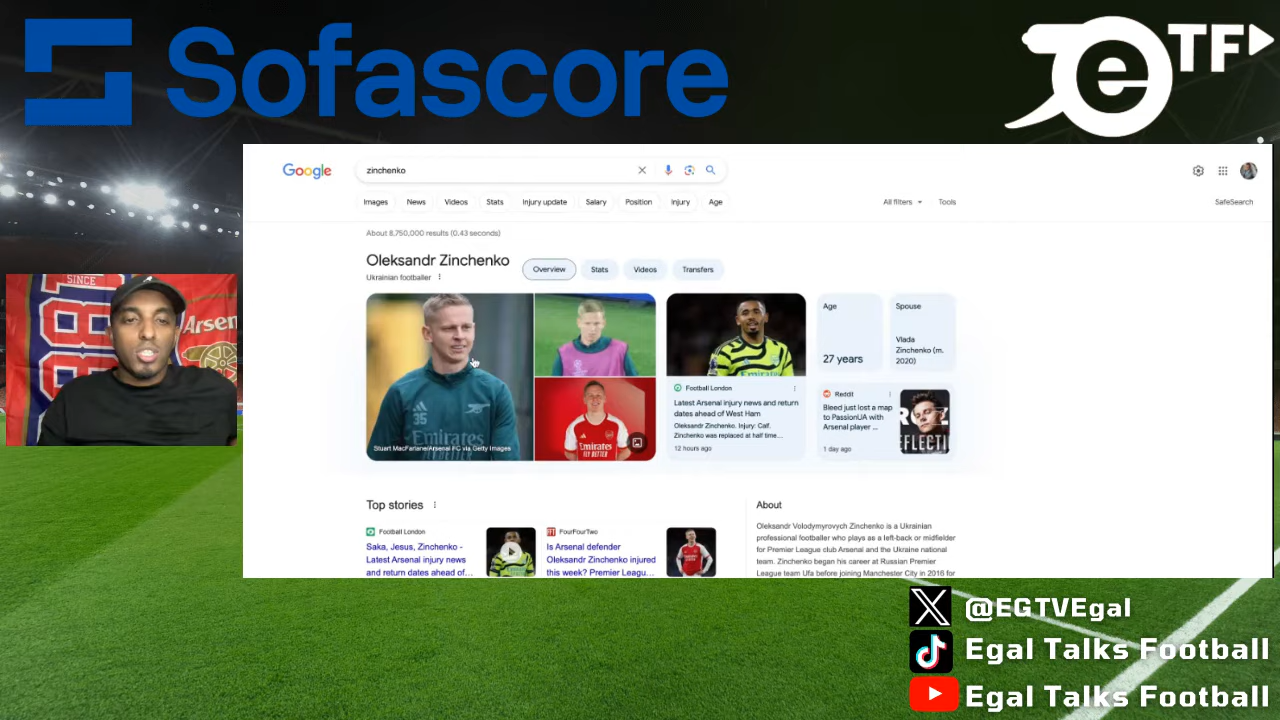 Sofascore
eTF
Google
zinchenko
Images
News
Videos
Stats
Injury update
Salary
Position
Injury
Age
All filters
Tools
SafeSearch
About 8,750,000 results (0.43 seconds)
Oleksandr Zinchenko
Ukrainian footballer
Overview
Stats
Videos
Transfers
SINCE
Arsen
Emirates
Stuart MacFarlane/Arsenal FC via Getty Images
Emirates
FLY BETTER
Football London
Latest Arsenal injury news and return
dates ahead of West Ham
Oleksandr Zinchenko. Injury: Calf.
Zinchenko was replaced at half time...
12 hours ago
Age
27 years
Spouse
Vlada
Zinchenko (m.
2020)
Reddit
Bleed just lost a map
to PassionUA with
Arsenal player ...
1 day ago
Top stories
Football London
Saka, Jesus, Zinchenko -
Latest Arsenal injury news
and return dates ahead of...
FourFourTwo
Is Arsenal defender
Oleksandr Zinchenko injured
this week? Premier Leagu...
About
Oleksandr Volodymyrovych Zinchenko is a Ukrainian
professional footballer who plays as a left-back or midfielder
for Premier League club Arsenal and the Ukraine national
team. Zinchenko began his career at Russian Premier
League team Ufa before joining Manchester City in 2016 for
@EGTVEgal
Egal Talks Football
Egal Talks Football